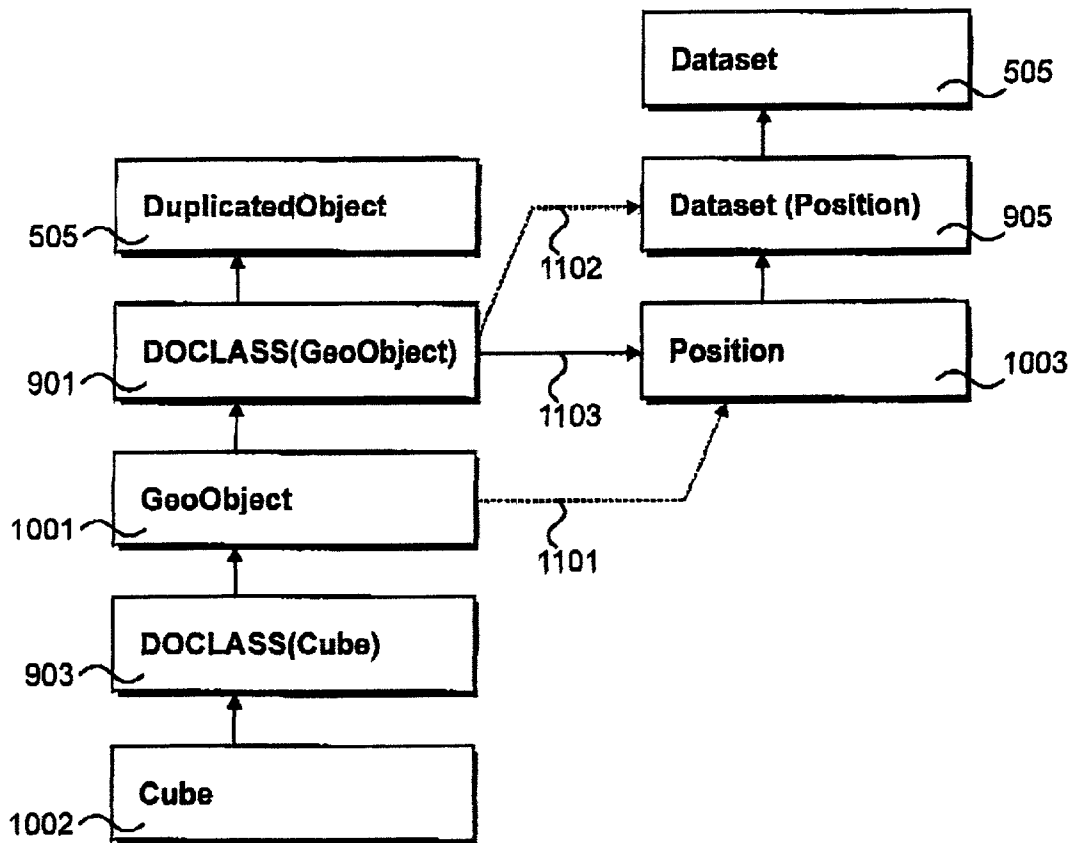 Dataset
505
DuplicatedObject
505
Dataset (Position)
905
1102
DOCLASS(GeoObject)
901
Position
1003
1103
GeoObject
1001
1101
DOCLASS(Cube)
903
Cube
1002